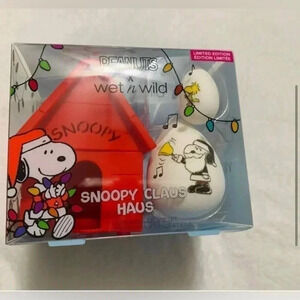 LIMITED EDITION
ÉDITION LIMITÉE
PEANUTS
x
wet n wild
SNOOPY
SNOOPY CLAUS
HAUS